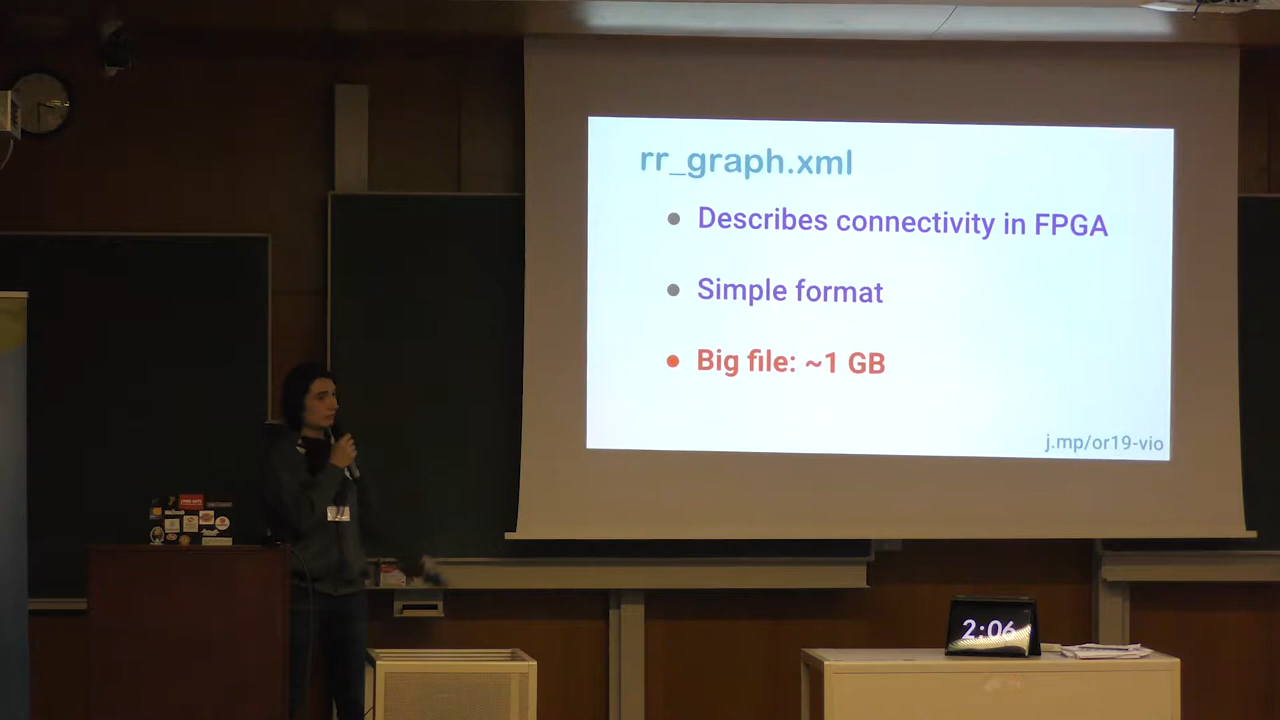 rr_graph.xml
Describes connectivity in FPGA
Simple format
Big file: ~1 GB
j.mp/or19-vio
2:06